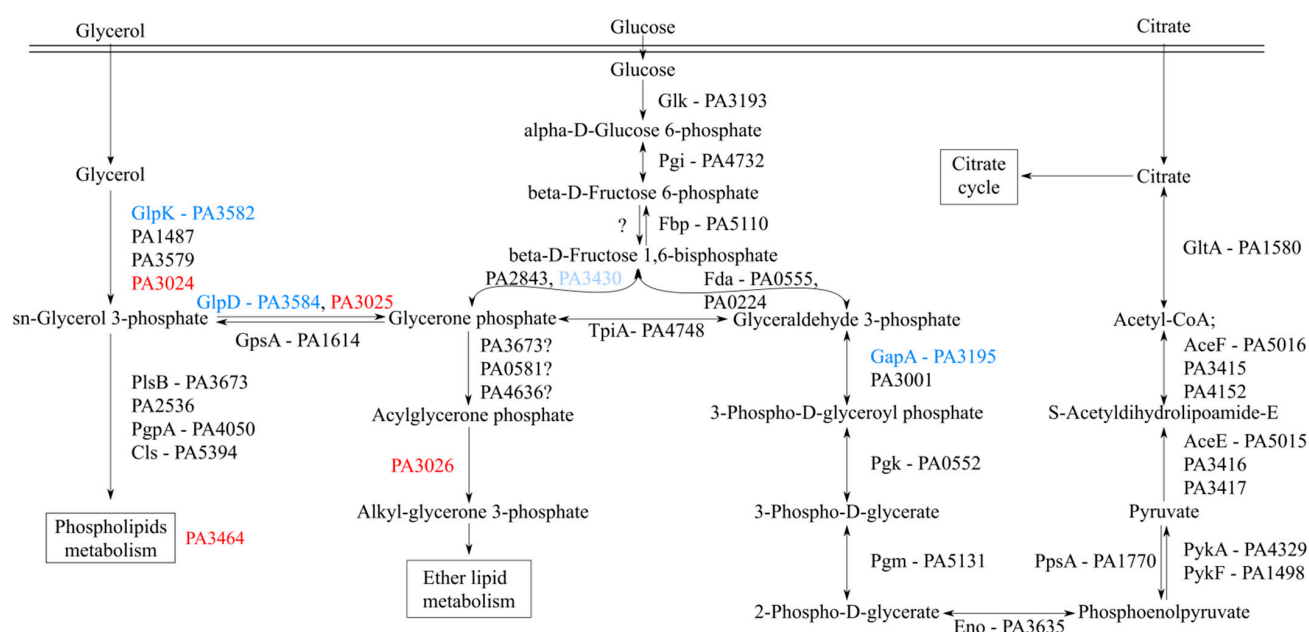 Glycerol
Glucose
Citrate
Glucose
Glk - PA3193
alpha-D-Glucose 6-phosphate
Pgi - PA4732
Glycerol
Citrate
cycle
Citrate
beta-D-Fructose 6-phosphate
GlpK - PA3582
PA1487
PA3579
PA3024
? Fbp - PA5110
beta-D-Fructose 1,6-bisphosphate
GltA - PA1580
PA2843, PA3430
Fda - PA0555,
PA0224
GlpD - PA3584, PA3025
sn-Glycerol 3-phosphate
Glycerone phosphate
Glyceraldehyde 3-phosphate
Acetyl-CoA;
GpsA - PA1614
TpiA- PA4748
PA3673?
PA0581?
PA4636?
GapA - PA3195
PA3001
AceF - PA5016
PA3415
PA4152
PlsB - PA3673
PA2536
PgpA - PA4050
Cls - PA5394
Acylglycerone phosphate
3-Phospho-D-glyceroyl phosphate
S-Acetyldihydrolipoamide-E
PA3026
Pgk - PA0552
AceE - PA5015
PA3416
PA3417
Phospholipids
metabolism
PA3464
Alkyl-glycerone 3-phosphate
3-Phospho-D-glycerate
Pyruvate
Ether lipid
metabolism
Pgm - PA5131
PpsA - PA1770
PykA - PA4329
PykF - PA1498
2-Phospho-D-glycerate
Eno - PA3635
Phosphoenolpyruvate